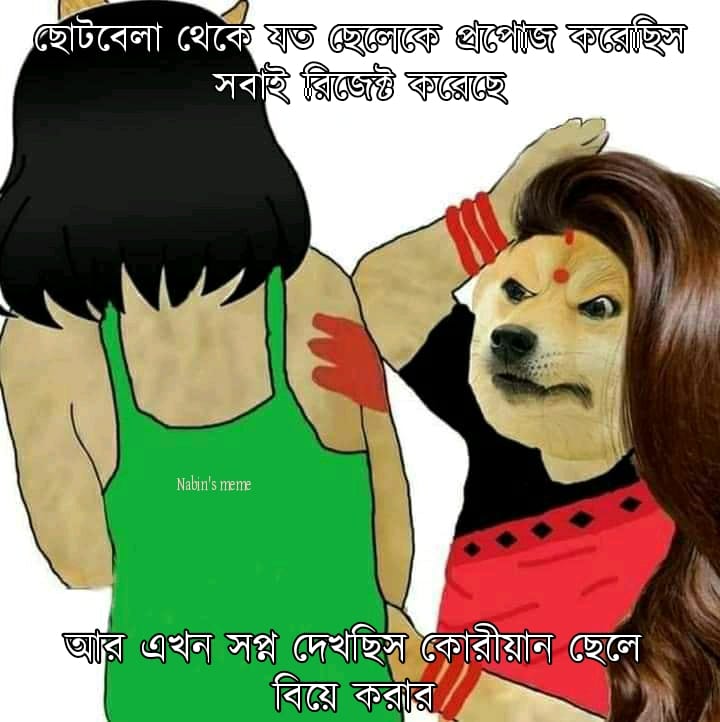 ছোটবেলা থেকে যত ছেলেকে প্রপোজ করেছিস
সবাই রিজেক্ট করেছে
Nabin's meme
আর এখন সপ্ন দেখছিস কোরীয়ান ছেলে
বিয়ে করার